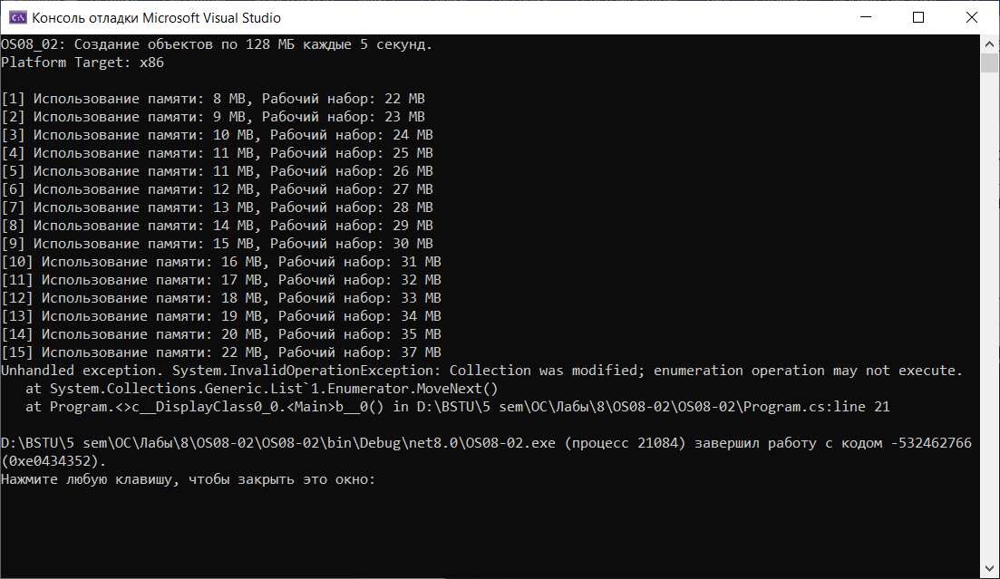 Консоль отладки Microsoft Visual Studio
OS08_02: Создание объектов по 128 МБ каждые 5 секунд.
Platform Target: x86
[1] Использование памяти: 8 MB, Рабочий набор: 22 MB
[2] Использование памяти: 9 MB, Рабочий набор: 23 MB
[3] Использование памяти: 10 MB, Рабочий набор: 24 MB
[4] Использование памяти: 11 MB, Рабочий набор: 25 MB
[5] Использование памяти: 11 MB, Рабочий набор: 26 MB
[6] Использование памяти: 12 MB, Рабочий набор: 27 MB
[7] Использование памяти: 13 MB, Рабочий набор: 28 MB
[8] Использование памяти: 14 MB, Рабочий набор: 29 MB
[9] Использование памяти: 15 MB, Рабочий набор: 30 MB
[10] Использование памяти: 16 MB, Рабочий набор: 31 MB
[11] Использование памяти: 17 MB, Рабочий набор: 32 MB
[12] Использование памяти: 18 MB, Рабочий набор: 33 MB
[13] Использование памяти: 19 MB, Рабочий набор: 34 MB
[14] Использование памяти: 20 MB, Рабочий набор: 35 MB
[15] Использование памяти: 22 MB, Рабочий набор: 37 MB
Unhandled exception. System.InvalidOperationException: Collection was modified; enumeration operation may not execute.
   at System.Collections.Generic.List`1.Enumerator.MoveNext()
   at Program.<>c__DisplayClass0_0.<Main>b__0() in D:\BSTU\5 sem\ОС\Лабы\8\OS08-02\OS08-02\Program.cs:line 21
D:\BSTU\5 sem\ОС\Лабы\8\OS08-02\OS08-02\bin\Debug\net8.0\OS08-02.exe (процесс 21084) завершил работу с кодом -532462766
(0xe0434352).
Нажмите любую клавишу, чтобы закрыть это окно: